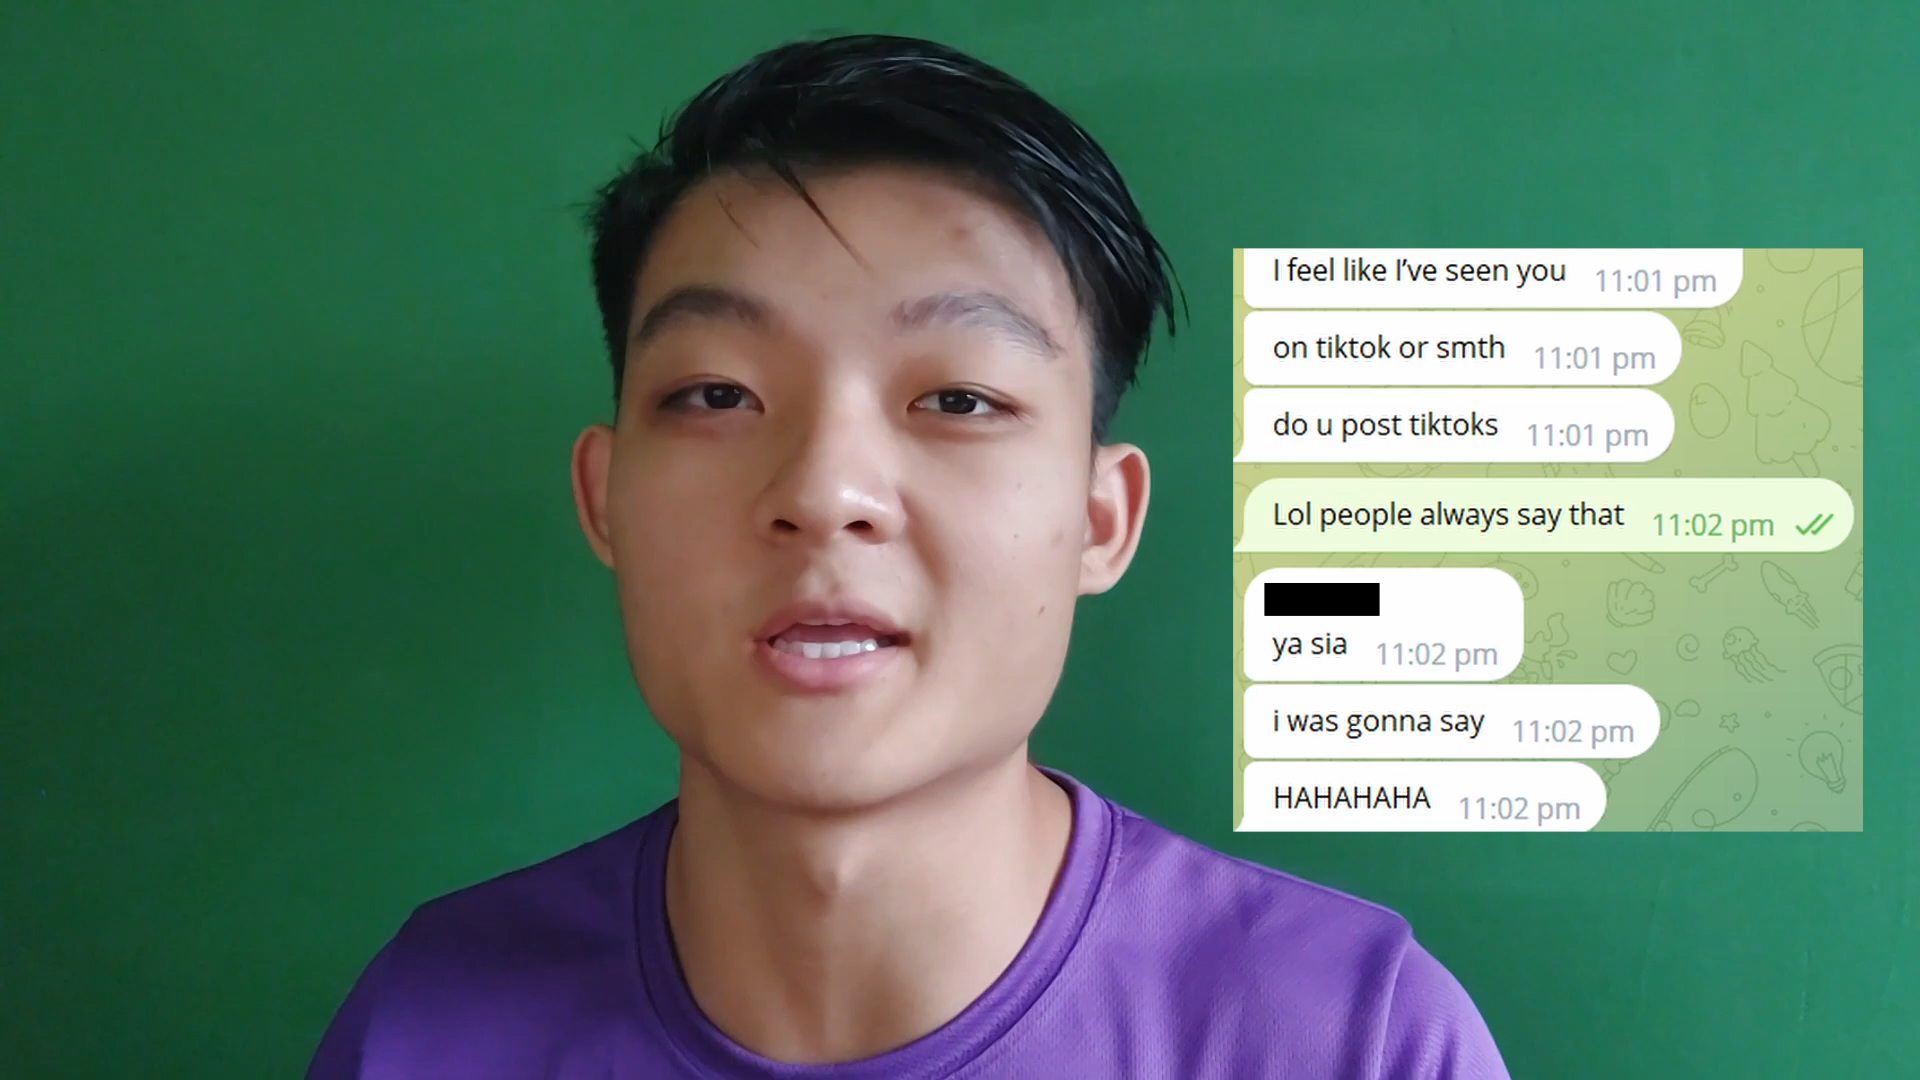 I feel like I’ve seen you 11:01 pm
on tiktok or smth 11:01 pm
do u post tiktoks 11:01 pm
Lol people always say that 11:02 pm
ya sia 11:02 pm
i was gonna say 11:02 pm
HAHAHAHA 11:02 pm